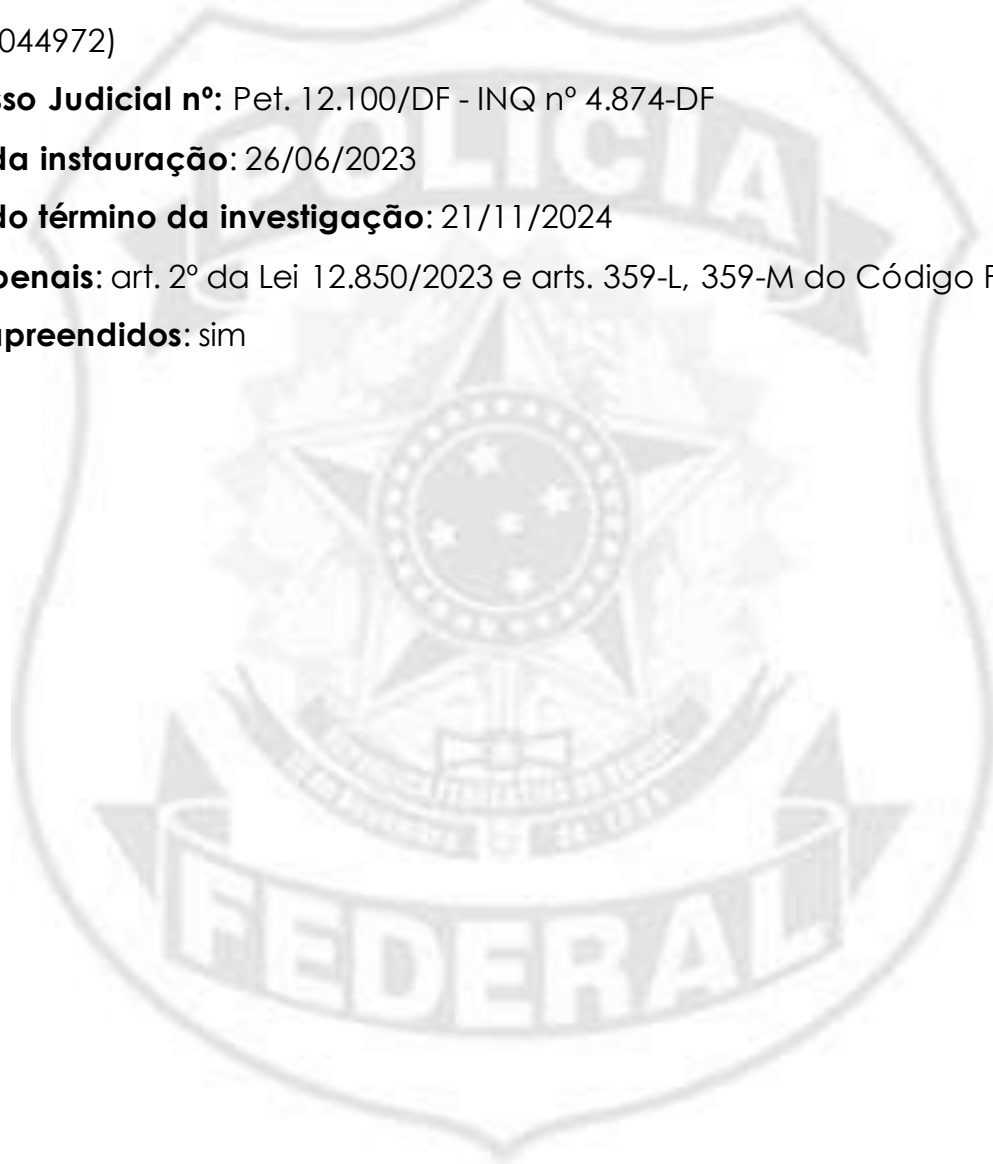 044972)
sso Judicial nº: Pet. 12.100/DF - INQ nº 4.874-DF
da instauração: 26/06/2023
do término da investigação: 21/11/2024
penais: art. 2º da Lei 12.850/2023 e arts. 359-L, 359-M do Código P
apreendidos: sim
POLÍCIA
FEDERAL